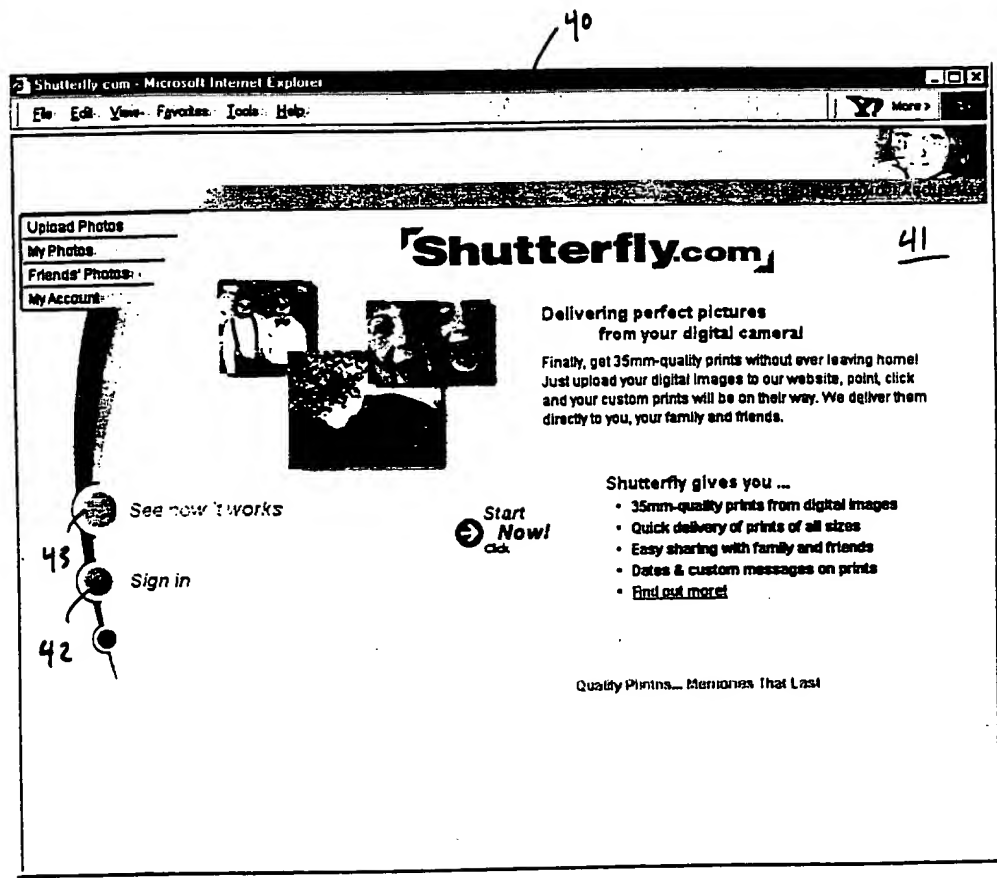 40
Shutterfly.com - Microsoft Internet Explorer
File Edit View Favorites Tools Help
More >
Upload Photos
My Photos
Friends' Photos
My Account
Shutterfly.com
41
Delivering perfect pictures
from your digital camera!
Finally, get 35mm-quality prints without ever leaving home!
Just upload your digital images to our website, point, click
and your custom prints will be on their way. We deliver them
directly to you, your family and friends.
See how it works
43
Start
Now!
Click
Shutterfly gives you ...
• 35mm-quality prints from digital images
• Quick delivery of prints of all sizes
• Easy sharing with family and friends
• Dates & custom messages on prints
• Find out more!
Sign in
42
Quality Prints... Memories That Last